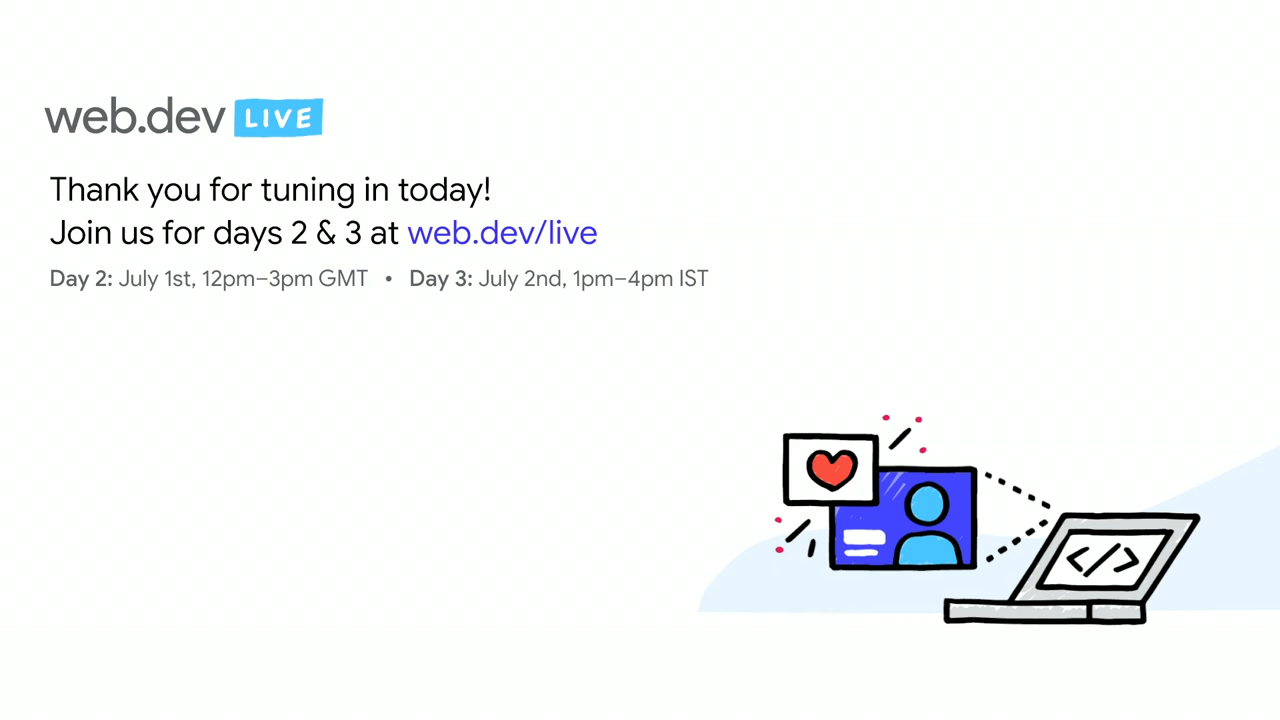 web.dev LIVE
Thank you for tuning in today!
Join us for days 2 & 3 at web.dev/live
Day 2: July 1st, 12pm–3pm GMT • Day 3: July 2nd, 1pm–4pm IST
</>